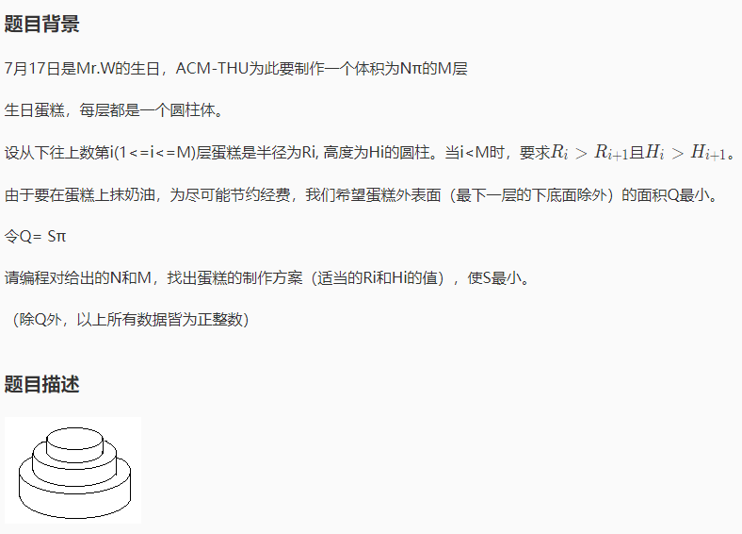 题目背景
7月17日是Mr.W的生日，ACM-THU为此要制作一个体积为Nπ的M层
生日蛋糕，每层都是一个圆柱体。
设从下往上数第i(1<=i<=M)层蛋糕是半径为Ri, 高度为Hi的圆柱。当i<M时，要求R_i > R_{i+1}且H_i > H_{i+1}。
由于要在蛋糕上抹奶油，为尽可能节约经费，我们希望蛋糕外表面（最下一层的下底面除外）的面积Q最小。
令Q= Sπ
请编程对给出的N和M，找出蛋糕的制作方案（适当的Ri和Hi的值），使S最小。
（除Q外，以上所有数据皆为正整数）
题目描述